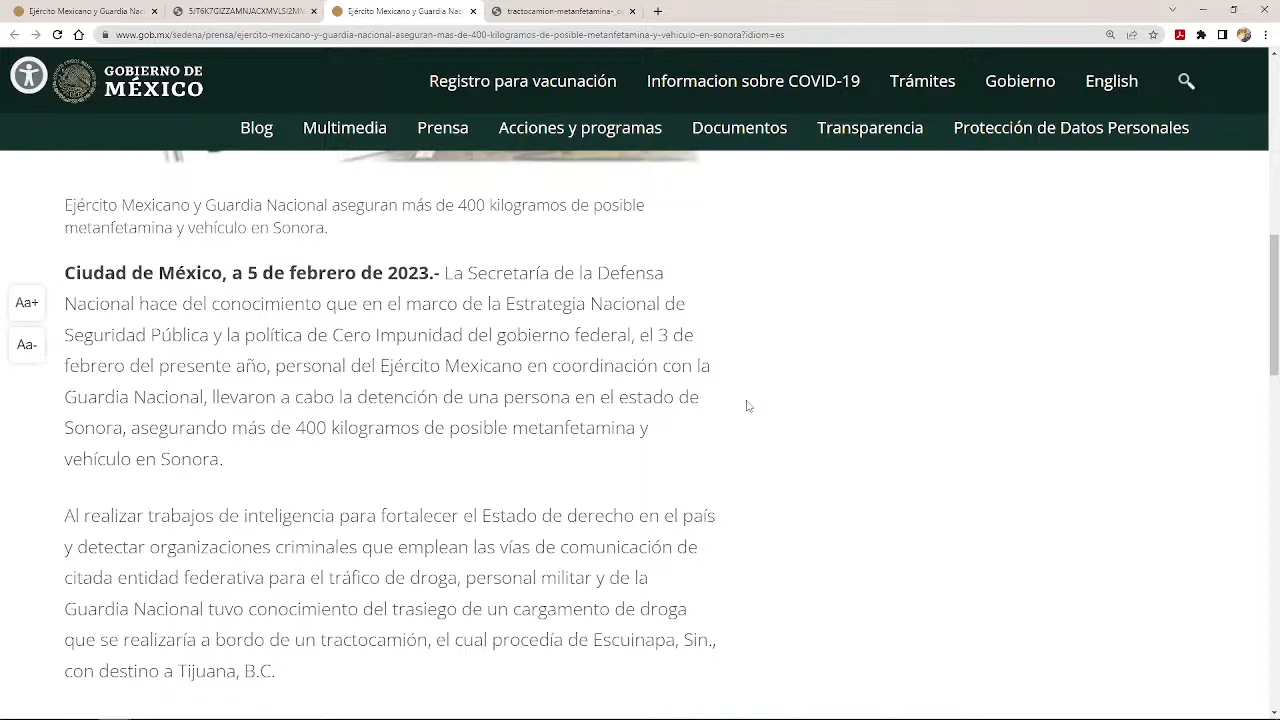 Ejército Mexicano y Guardia Nac
Ejército Mexicano y Guardia Nac
tractocamion-metanfetamina-_c
www.gob.mx/sedena/prensa/ejercito-mexicano-y-guardia-nacional-aseguran-mas-de-400-kilogramos-de-posible-metanfetamina-y-vehiculo-en-sonora?idiom=es
GOBIERNO DE
MÉXICO
Registro para vacunación Informacion sobre COVID-19 Trámites Gobierno English
Blog Multimedia Prensa Acciones y programas Documentos Transparencia Protección de Datos Personales
Ejército Mexicano y Guardia Nacional aseguran más de 400 kilogramos de posible
metanfetamina y vehículo en Sonora.
Ciudad de México, a 5 de febrero de 2023.- La Secretaría de la Defensa
Nacional hace del conocimiento que en el marco de la Estrategia Nacional de
Seguridad Pública y la política de Cero Impunidad del gobierno federal, el 3 de
febrero del presente año, personal del Ejército Mexicano en coordinación con la
Guardia Nacional, llevaron a cabo la detención de una persona en el estado de
Sonora, asegurando más de 400 kilogramos de posible metanfetamina y
vehículo en Sonora.
Al realizar trabajos de inteligencia para fortalecer el Estado de derecho en el país
y detectar organizaciones criminales que emplean las vías de comunicación de
citada entidad federativa para el tráfico de droga, personal militar y de la
Guardia Nacional tuvo conocimiento del trasiego de un cargamento de droga
que se realizaría a bordo de un tractocamión, el cual procedía de Escuinapa, Sin.,
con destino a Tijuana, B.C.
Aa+
Aa-